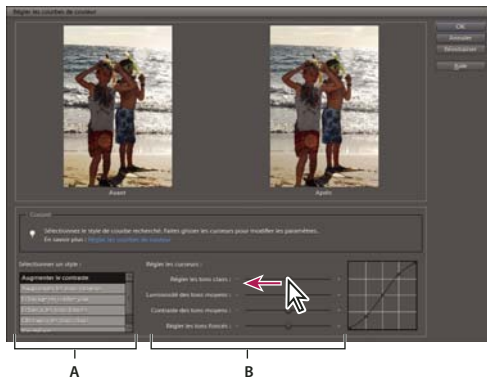 Régler les courbes de couleur
OK
Annuler
Réinitialiser
Aide
Avant
Après
Conseil
Sélectionnez le style de courbe recherché. Faites glisser les curseurs pour modifier les paramètres.
En savoir plus : Régler les courbes de couleur
Sélectionner un style :
Régler les curseurs :
Augmenter le contraste
Régler les tons clairs :
Luminosité des tons moyens :
Contraste des tons moyens :
Régler les tons foncés :
A
B